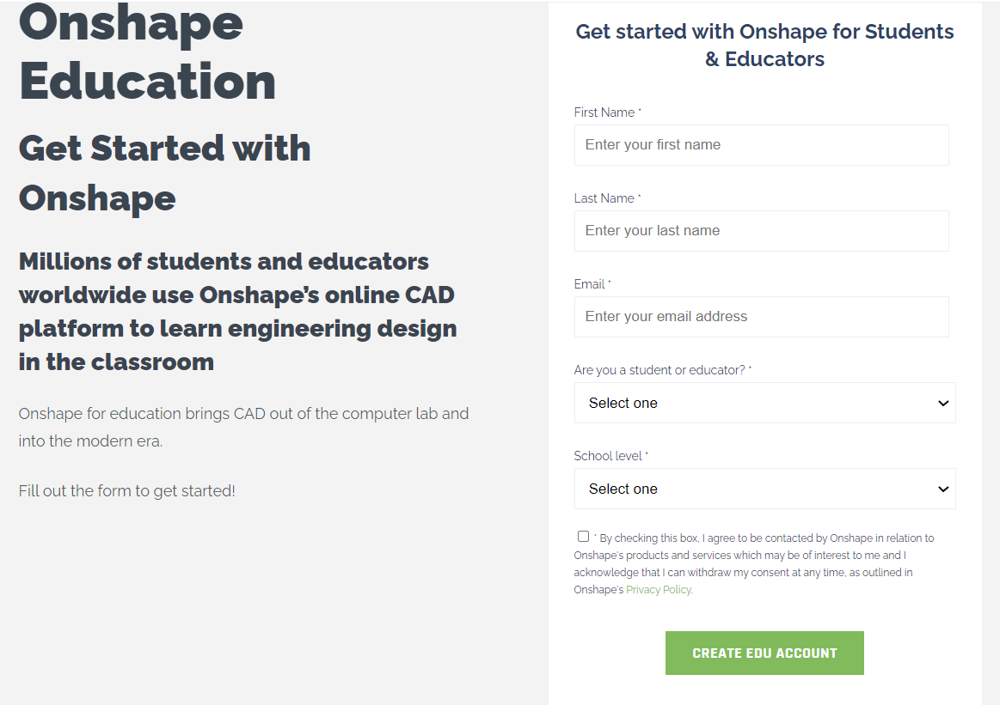 Onshape
Education
Get Started with
Onshape
Millions of students and educators
worldwide use Onshape’s online CAD
platform to learn engineering design
in the classroom
Onshape for education brings CAD out of the computer lab and
into the modern era.
Fill out the form to get started!
Get started with Onshape for Students
& Educators
First Name *
Enter your first name
Last Name *
Enter your last name
Email *
Enter your email address
Are you a student or educator? *
Select one
School level *
Select one
* By checking this box, I agree to be contacted by Onshape in relation to
Onshape's products and services which may be of interest to me and I
acknowledge that I can withdraw my consent at any time, as outlined in
Onshape's Privacy Policy.
CREATE EDU ACCOUNT